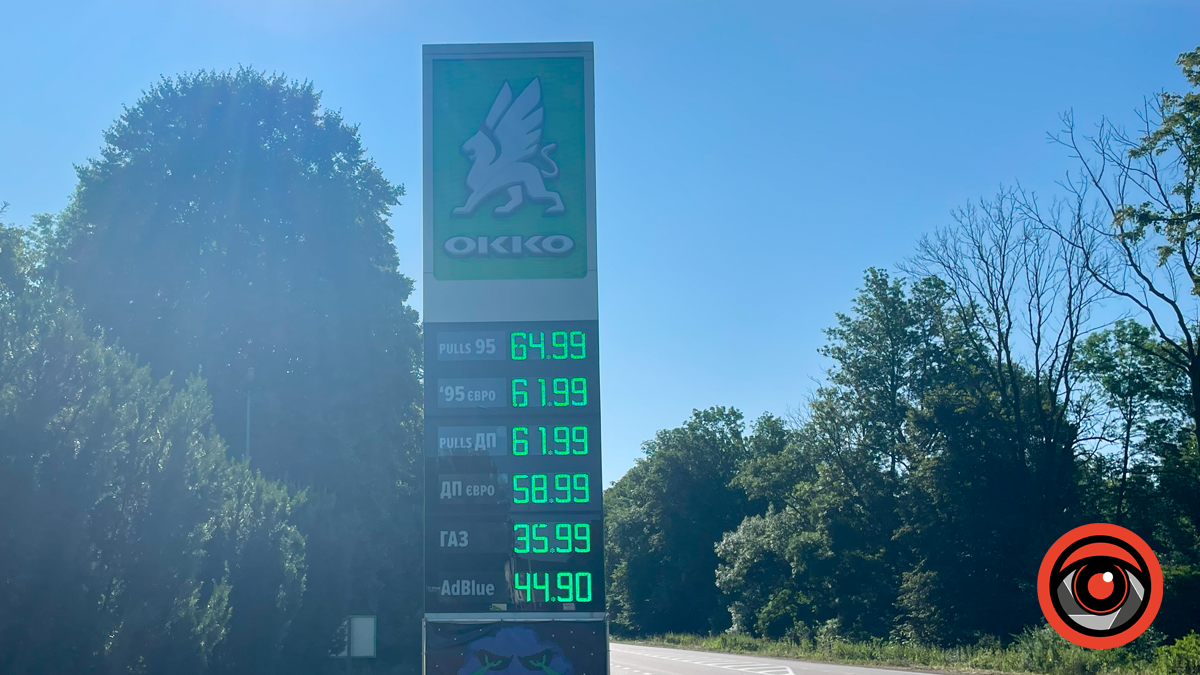 OKKO
PULLS 95 64.99
'95 ЄВРО 61.99
PULLS ДП 61.99
ДП ЄВРО 58.99
ГАЗ 35.99
AdBlue 44.90